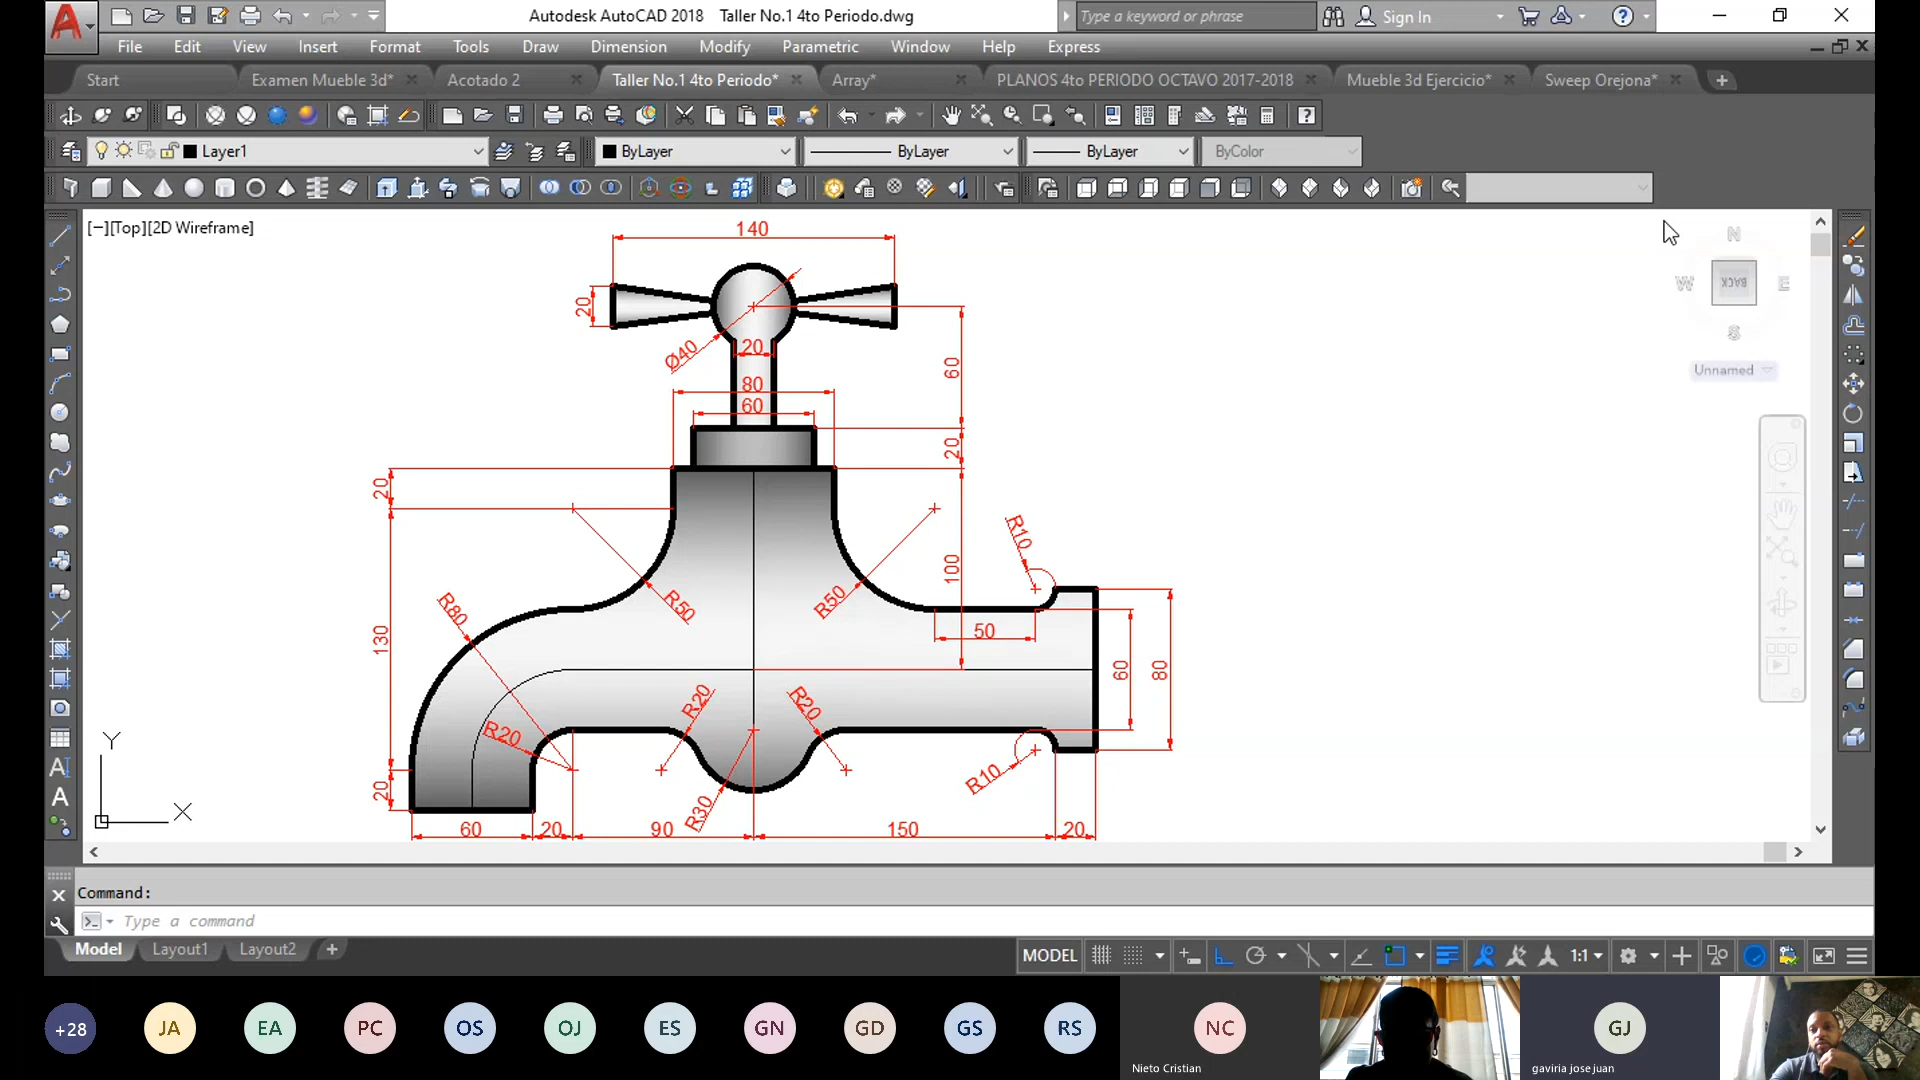 Autodesk AutoCAD 2018 Taller No.1 4to Periodo.dwg
Type a keyword or phrase
Sign In
File Edit View Insert Format Tools Draw Dimension Modify Parametric Window Help Express
Start Examen Mueble 3d* Acotado 2 Taller No.1 4to Periodo* Array* PLANOS 4to PERIODO OCTAVO 2017-2018 Mueble 3d Ejercicio* Sweep Orejona*
Layer1 ByLayer ByLayer ByLayer ByColor
[−][Top][2D Wireframe]
140
N
W BACK E
S
20
Ø40
20
60
Unnamed
80
60
20
20
R10
100
R50
R50
R80
50
130
60
80
R20
R20
R20
Y
R10
20
R30
X
60
20
90
150
20
Command:
Type a command
Model Layout1 Layout2
MODEL 1:1
+28 JA EA PC OS OJ ES GN GD GS RS NC GJ
Nieto Cristian
gaviria jose juan